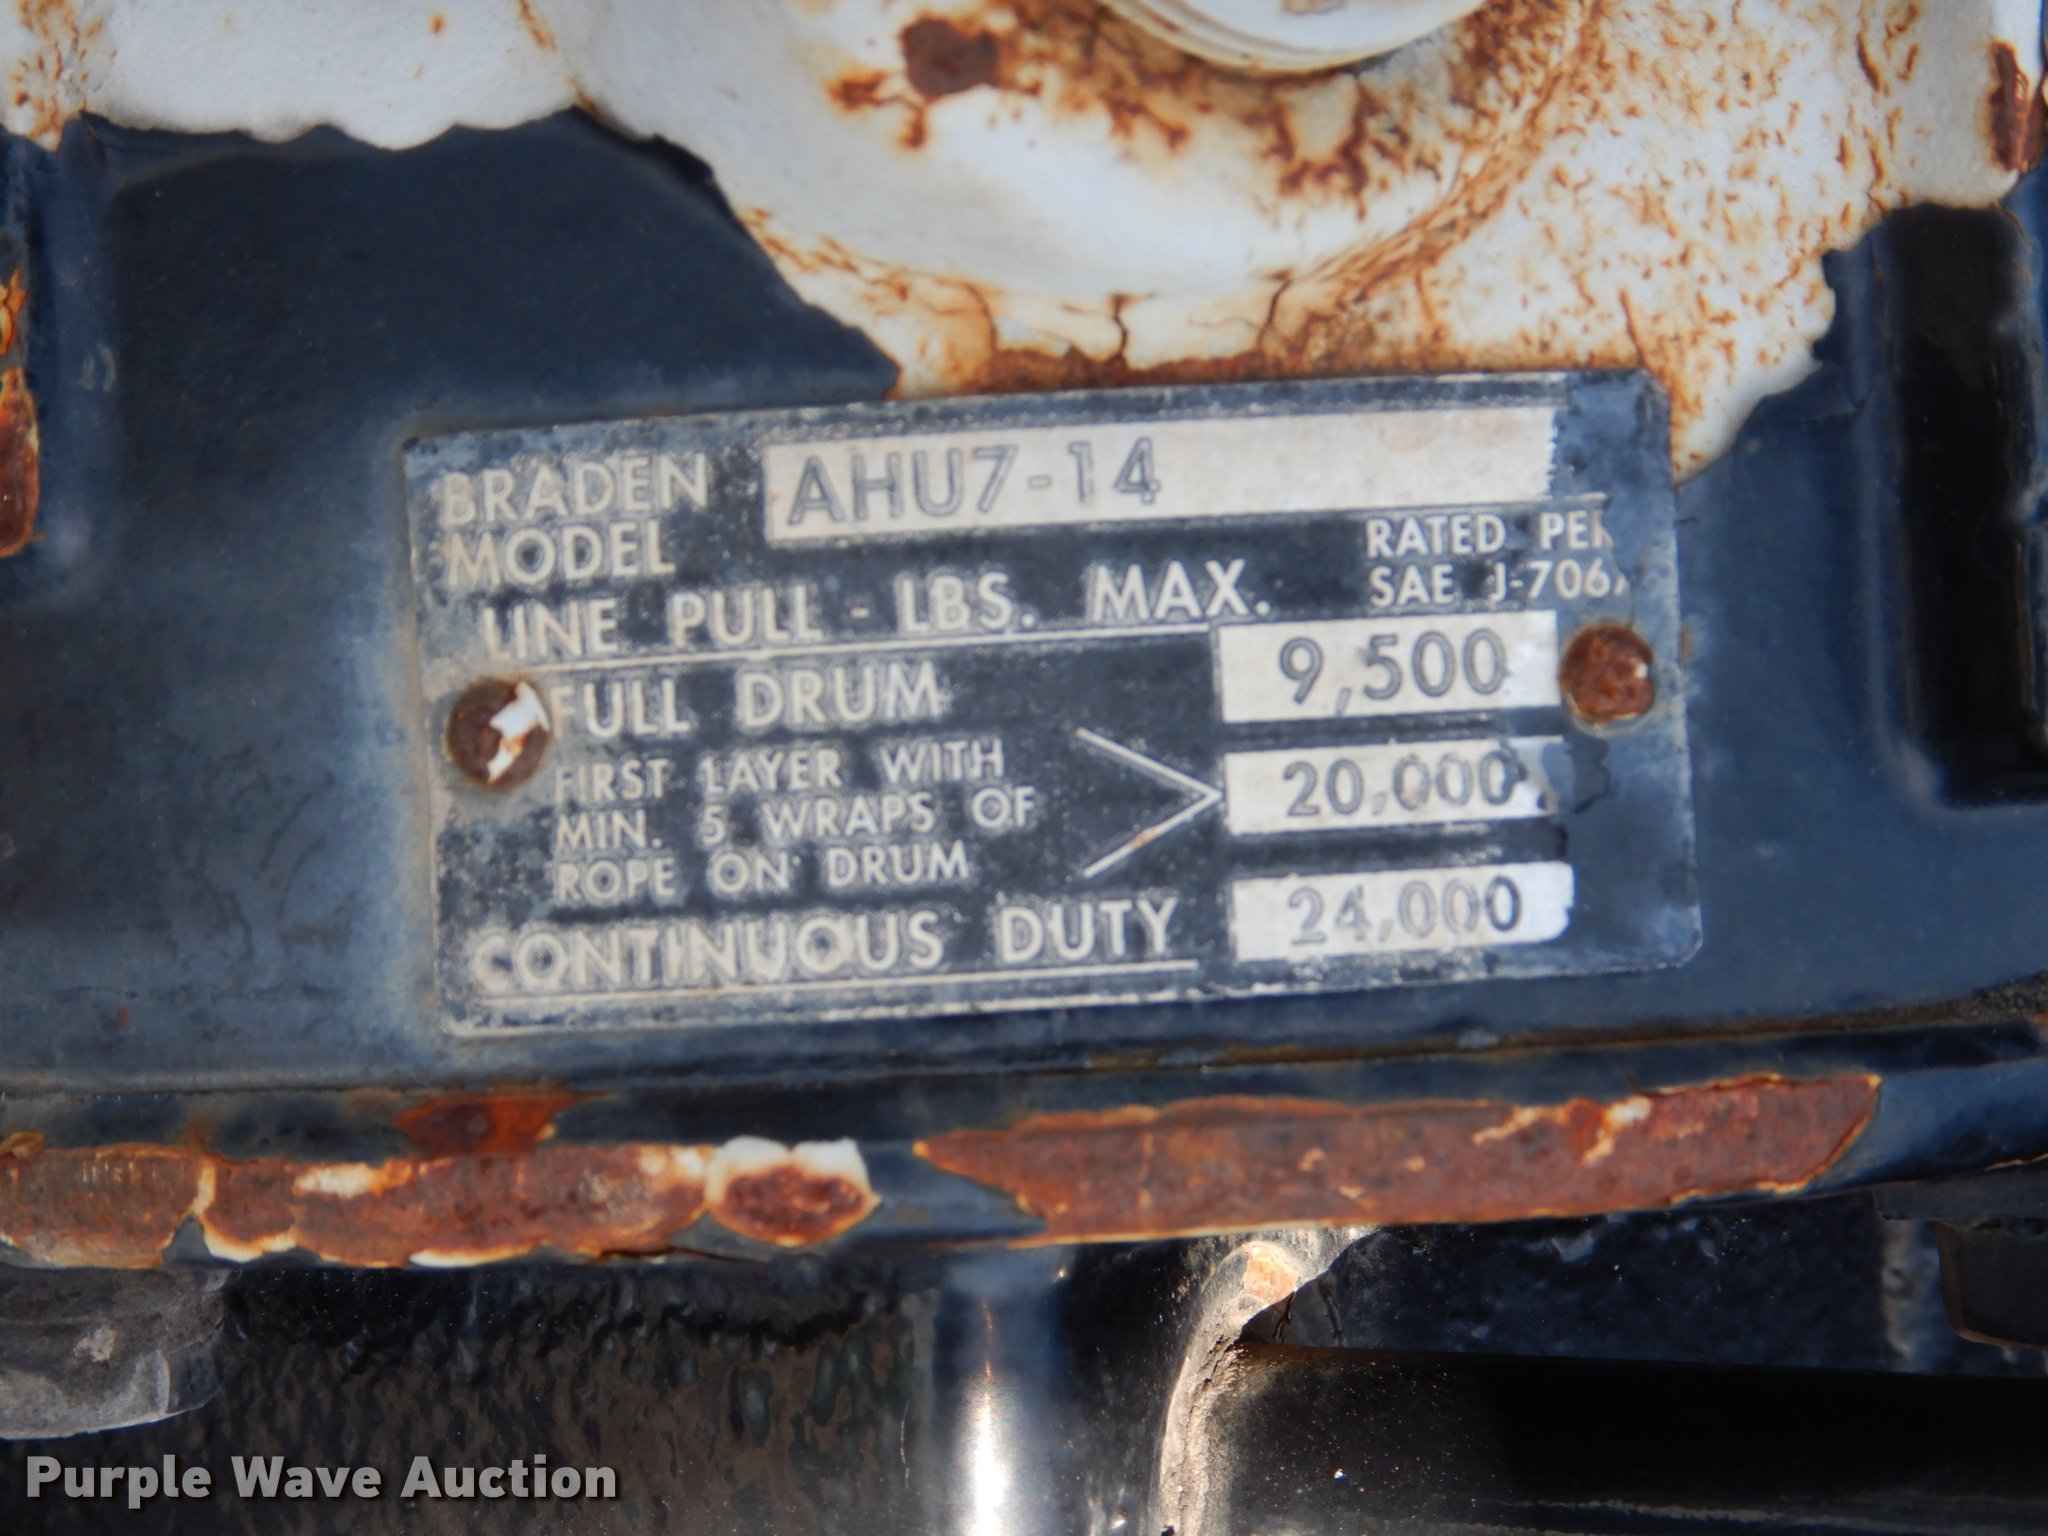 BRADEN MODEL AHU7-14
LINE PULL - LBS. MAX.
RATED PER
SAE J-706
FULL DRUM 9,500
FIRST LAYER WITH
MIN. 5 WRAPS OF
ROPE ON DRUM
20,000
CONTINUOUS DUTY 24,000
Purple Wave Auction